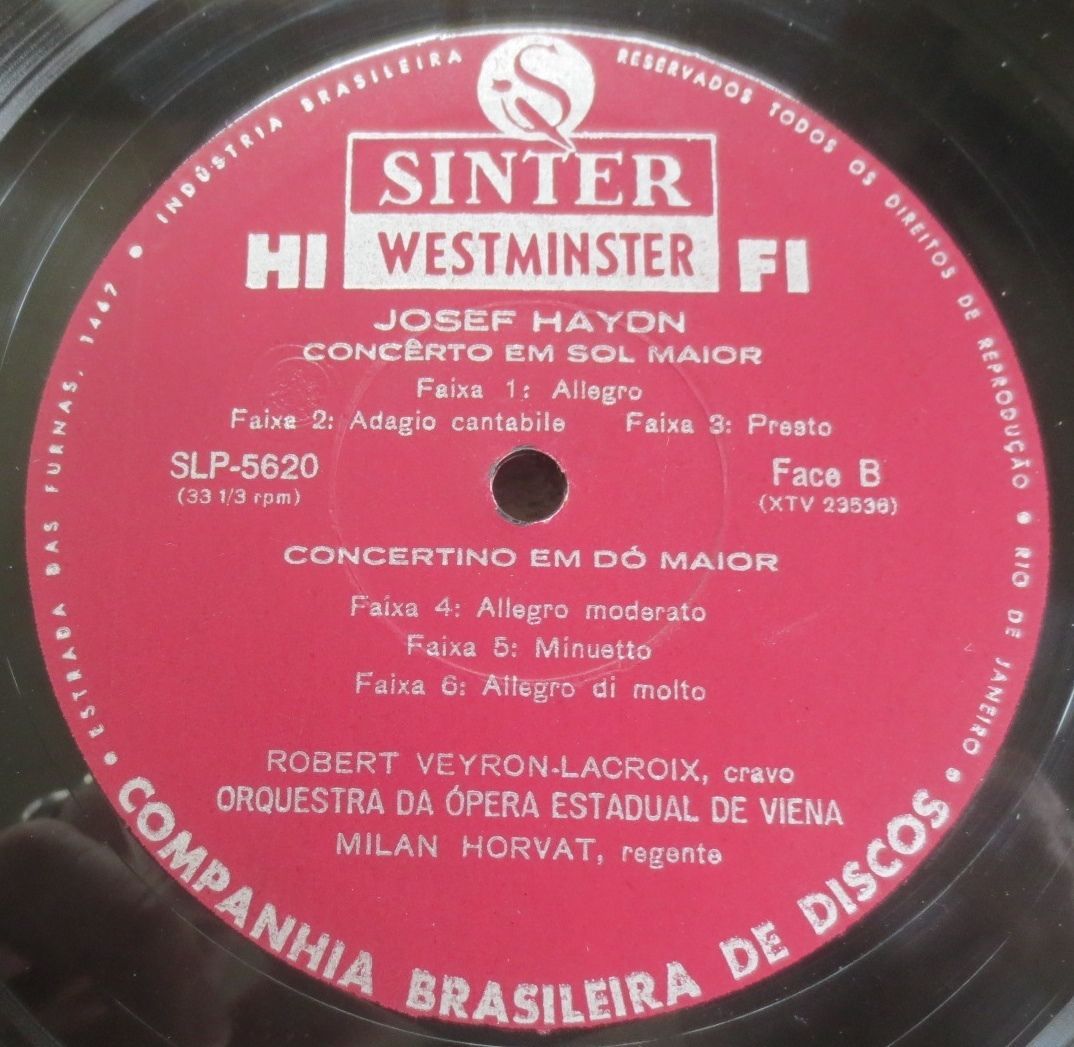 INDÚSTRIA BRASILEIRA
RESERVADOS TODOS OS DIREITOS DE REPRODUÇÃO • RIO DE JANEIRO •
S
SINTER
WESTMINSTER
HI FI
JOSEF HAYDN
CONCÊRTO EM SOL MAIOR
Faixa 1: Allegro
Faixa 2: Adagio cantabile Faixa 3: Presto
SLP-5620
(33 1/3 rpm)
Face B
(XTV 23536)
CONCERTINO EM DÓ MAIOR
Faixa 4: Allegro moderato
Faixa 5: Minuetto
Faixa 6: Allegro di molto
ROBERT VEYRON-LACROIX, cravo
ORQUESTRA DA ÓPERA ESTADUAL DE VIENA
MILAN HORVAT, regente
• ESTRADA DAS FURNAS, 1467 •
COMPANHIA BRASILEIRA DE DISCOS